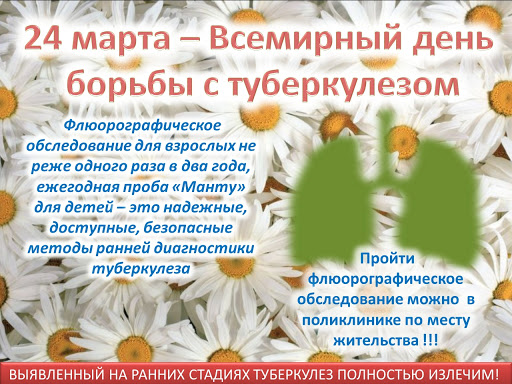 24 марта – Всемирный день
борьбы с туберкулезом
Флюорографическое
обследование для взрослых не
реже одного раза в два года,
ежегодная проба «Манту»
для детей – это надежные,
доступные, безопасные
методы ранней диагностики
туберкулеза
Пройти
флюорографическое
обследование можно в
поликлинике по месту
жительства !!!
ВЫЯВЛЕННЫЙ НА РАННИХ СТАДИЯХ ТУБЕРКУЛЕЗ ПОЛНОСТЬЮ ИЗЛЕЧИМ!